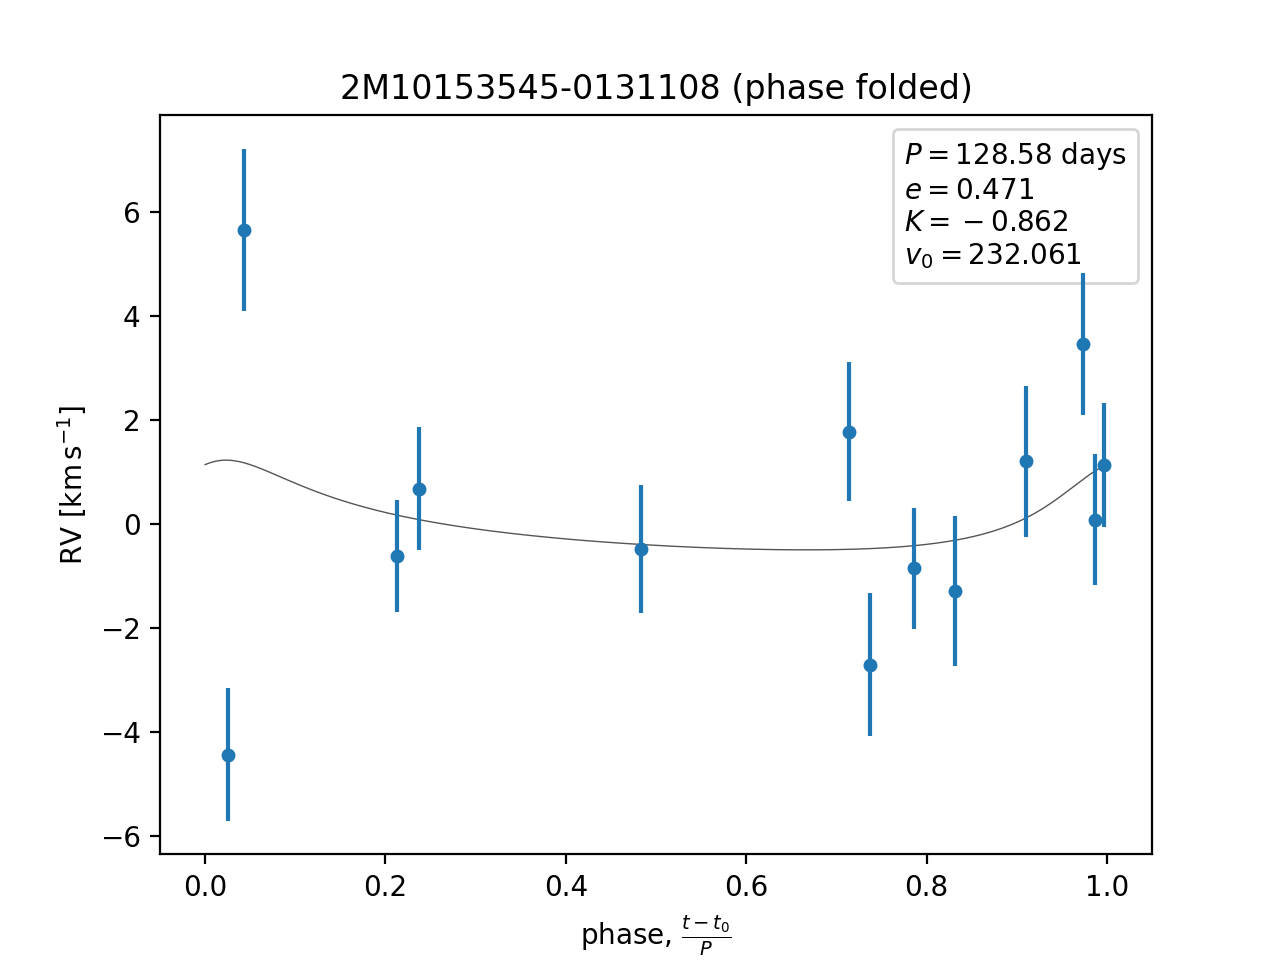 2M10153545-0131108 (phase folded)
P = 128.58 days
e = 0.471
K = −0.862
v₀ = 232.061
6
4
2
0
−2
−4
−6
RV [km s⁻¹]
0.0 0.2 0.4 0.6 0.8 1.0
phase, (t − t₀)/P